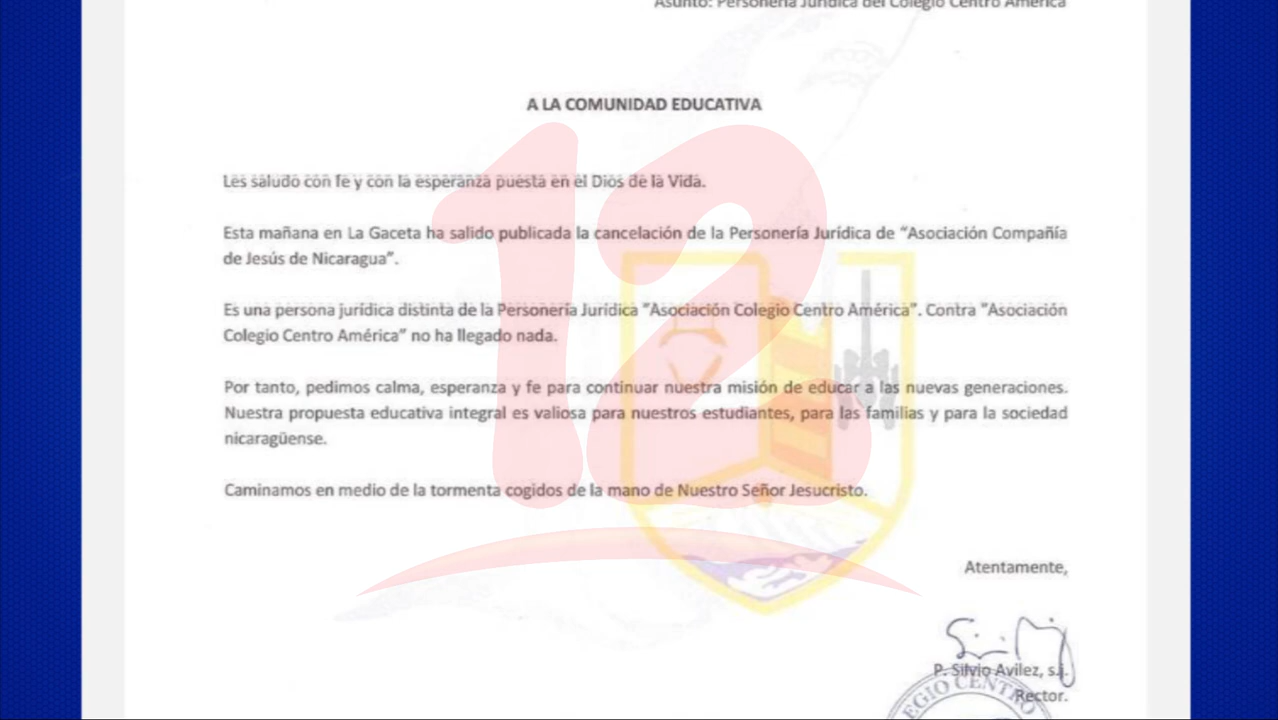 Asunto: Personería Jurídica del Colegio Centro América
A LA COMUNIDAD EDUCATIVA
Les saludo con fe y con la esperanza puesta en el Dios de la Vida.
Esta mañana en La Gaceta ha salido publicada la cancelación de la Personería Jurídica de “Asociación Compañía
de Jesús de Nicaragua”.
Es una persona jurídica distinta de la Personería Jurídica “Asociación Colegio Centro América”. Contra “Asociación
Colegio Centro América” no ha llegado nada.
Por tanto, pedimos calma, esperanza y fe para continuar nuestra misión de educar a las nuevas generaciones.
Nuestra propuesta educativa integral es valiosa para nuestros estudiantes, para las familias y para la sociedad
nicaragüense.
Caminamos en medio de la tormenta cogidos de la mano de Nuestro Señor Jesucristo.
12
Atentamente,
P. Silvio Avilez, s.j.
Rector.
EGIO CENTRO